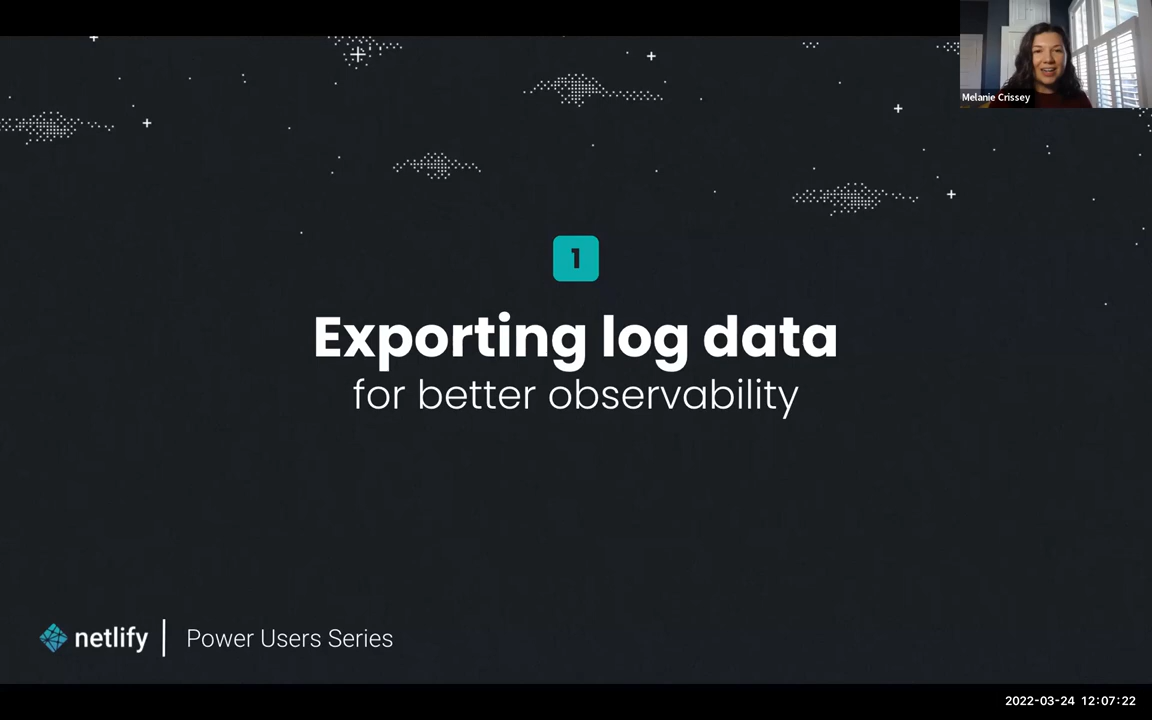 Melanie Crissey
1
Exporting log data
for better observability
netlify | Power Users Series
2022-03-24 12:07:22